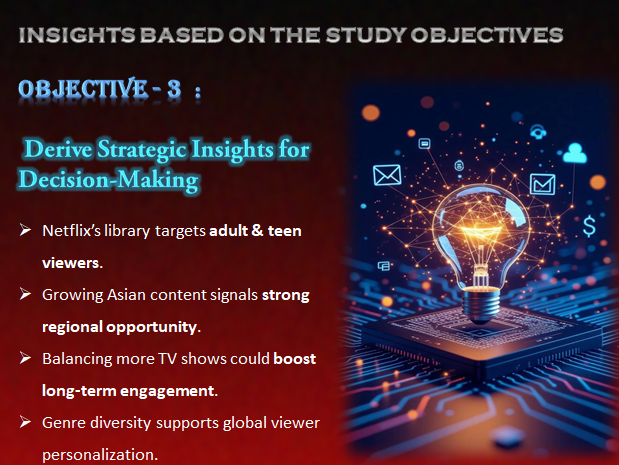 INSIGHTS BASED ON THE STUDY OBJECTIVES
OBJECTIVE - 3 :
Derive Strategic Insights for
Decision-Making
➢ Netflix’s library targets adult & teen
viewers.
➢ Growing Asian content signals strong
regional opportunity.
➢ Balancing more TV shows could boost
long-term engagement.
➢ Genre diversity supports global viewer
personalization.
$